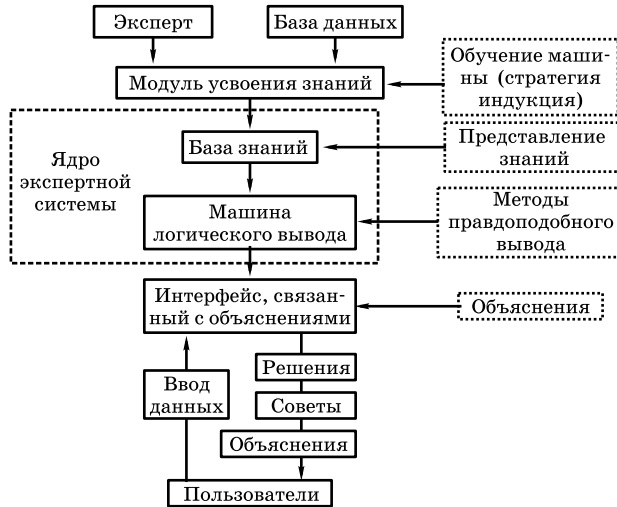 Эксперт
База данных
Модуль усвоения знаний
Обучение маши-
ны (стратегия
индукция)
Ядро
экспертной
системы
База знаний
Представление
знаний
Машина
логического вывода
Методы
правдоподобного
вывода
Интерфейс, связан-
ный с объяснениями
Объяснения
Решения
Ввод
данных
Советы
Объяснения
Пользователи